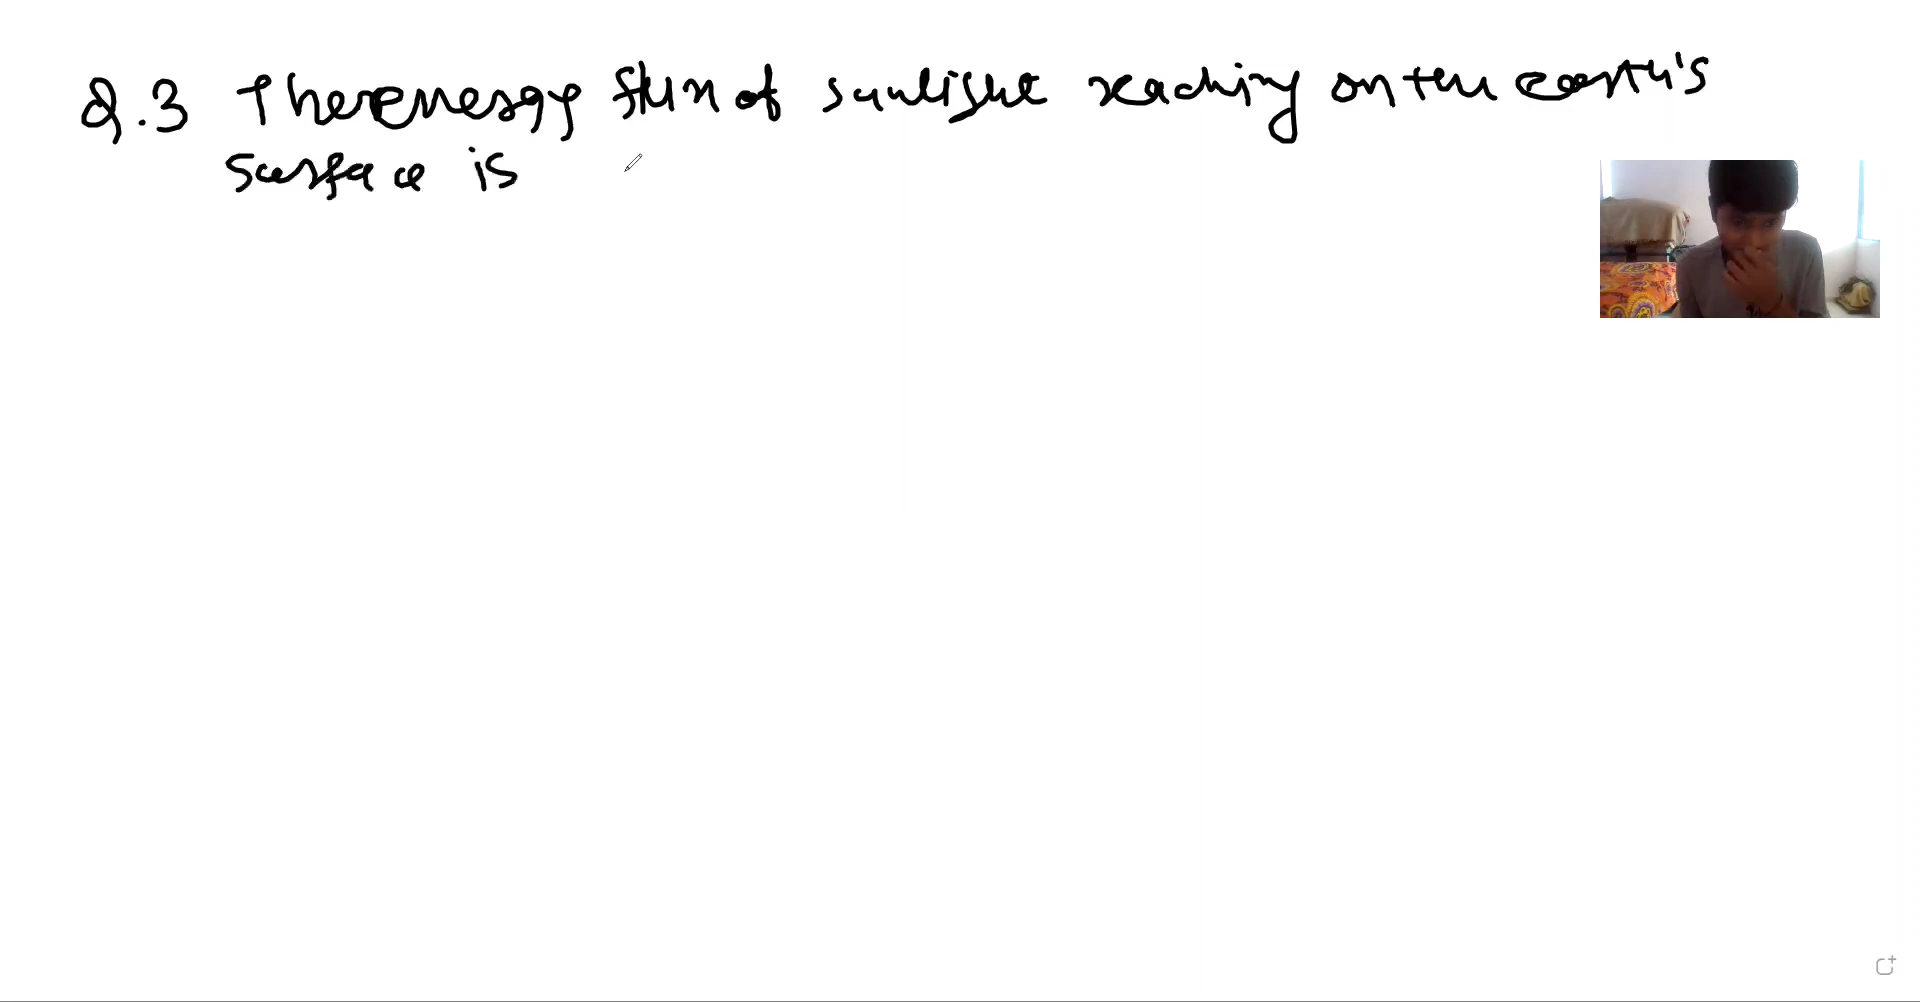 Q.3 The energy flux of sunlight reaching on the earth's
surface is